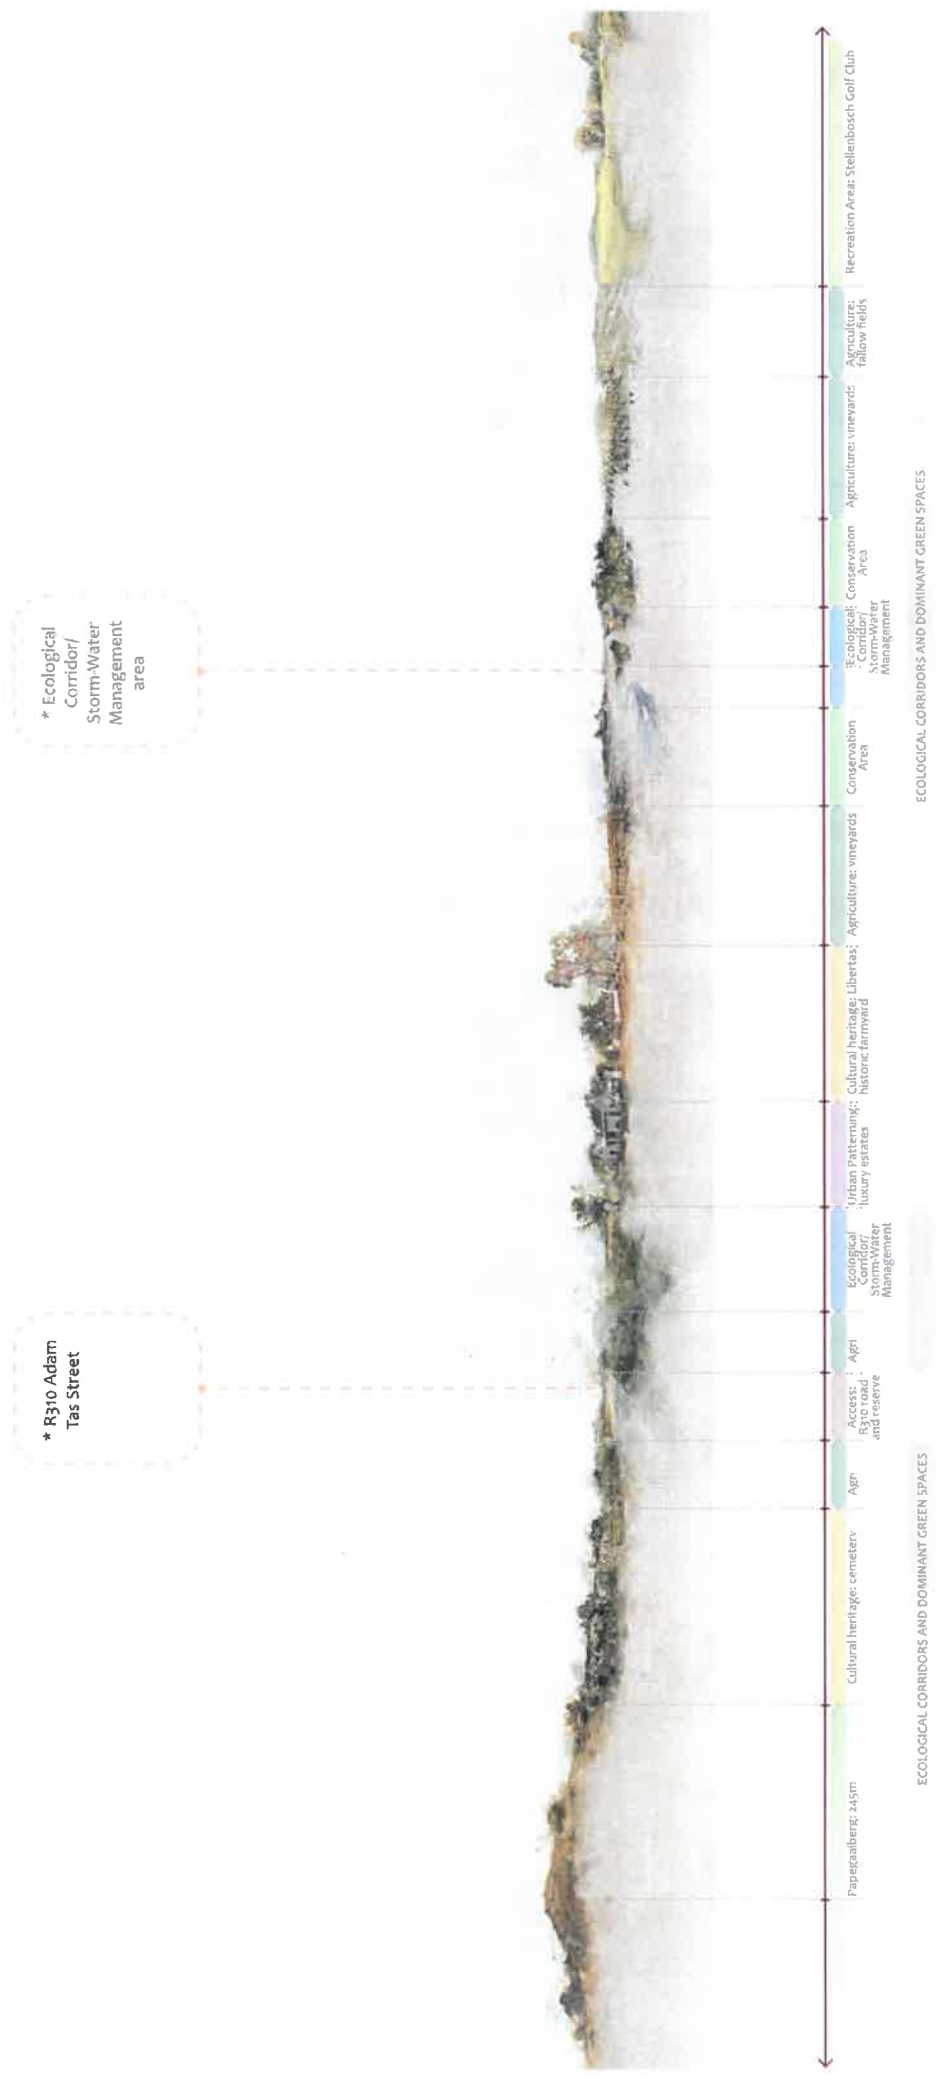 * R310 Adam
Tas Street
* Ecological
Corridor/
Storm-Water
Management
area
Papegaaiberg: 245m
Cultural heritage: cemetery
Agri
Access:
R310 road
and reserve
Agri
Ecological
Corridor/
Storm-Water
Management
Urban Patterning:
luxury estates
Cultural heritage: Libertas
historic farmyard
Agriculture: vineyards
Conservation
Area
Ecological
Corridor/
Storm-Water
Management
Conservation
Area
Agriculture: vineyards
Agriculture:
fallow fields
Recreation Area: Stellenbosch Golf Club
ECOLOGICAL CORRIDORS AND DOMINANT GREEN SPACES
ECOLOGICAL CORRIDORS AND DOMINANT GREEN SPACES